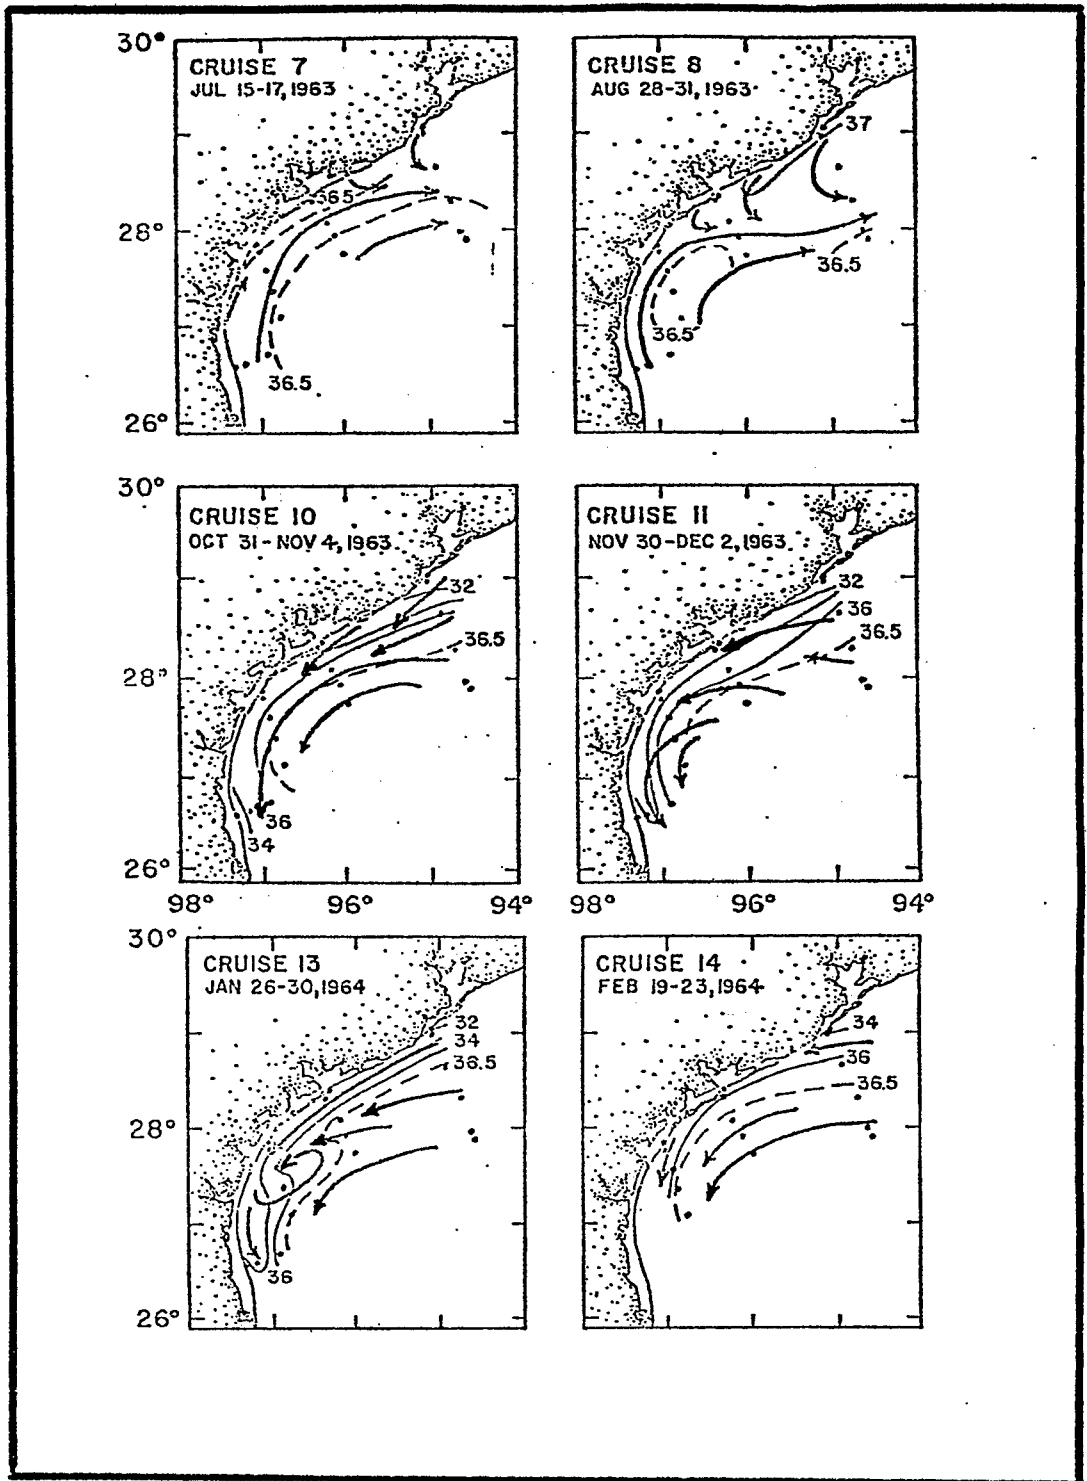 30°
CRUISE 7
JUL 15-17, 1963
36.5
28°
36.5
26°
CRUISE 8
AUG 28-31, 1963
37
36.5
36.5
30°
CRUISE 10
OCT 31-NOV 4, 1963
32
36.5
28°
36
34
26°
98° 96° 94°
CRUISE 11
NOV 30-DEC 2, 1963
32
36
36.5
98° 96° 94°
30°
CRUISE 13
JAN 26-30, 1964
32
34
36.5
28°
36
26°
CRUISE 14
FEB 19-23, 1964
34
36
36.5